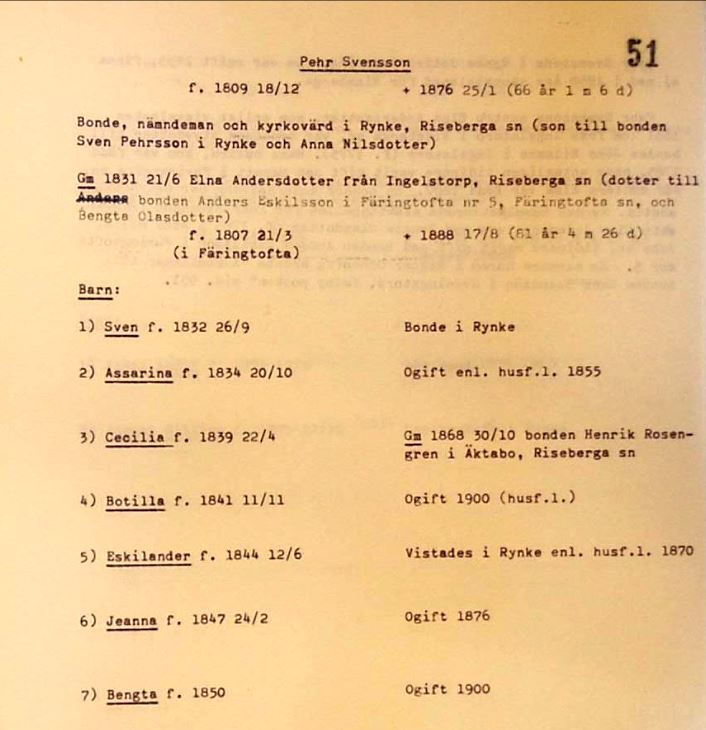 51
Pehr Svensson
f. 1809 18/12 + 1876 25/1 (66 år 1 m 6 d)
Bonde, nämndeman och kyrkovärd i Rynke, Riseberga sn (son till bonden
Sven Pehrsson i Rynke och Anna Nilsdotter)
Gm 1831 21/6 Elna Andersdotter från Ingelstorp, Riseberga sn (dotter till
Anders bonden Anders Eskilsson i Färingtofta nr 5, Färingtofta sn, och
Bengta Olasdotter)
f. 1807 21/3 + 1888 17/8 (81 år 4 m 26 d)
(i Färingtofta)
Barn:
1) Sven f. 1832 26/9 Bonde i Rynke
2) Assarina f. 1834 20/10 Ogift enl. husf.l. 1855
3) Cecilia f. 1839 22/4 Gm 1868 30/10 bonden Henrik Rosen-
gren i Äktabo, Riseberga sn
4) Botilla f. 1841 11/11 Ogift 1900 (husf.l.)
5) Eskilander f. 1844 12/6 Vistades i Rynke enl. husf.l. 1870
6) Jeanna f. 1847 24/2 Ogift 1876
7) Bengta f. 1850 Ogift 1900